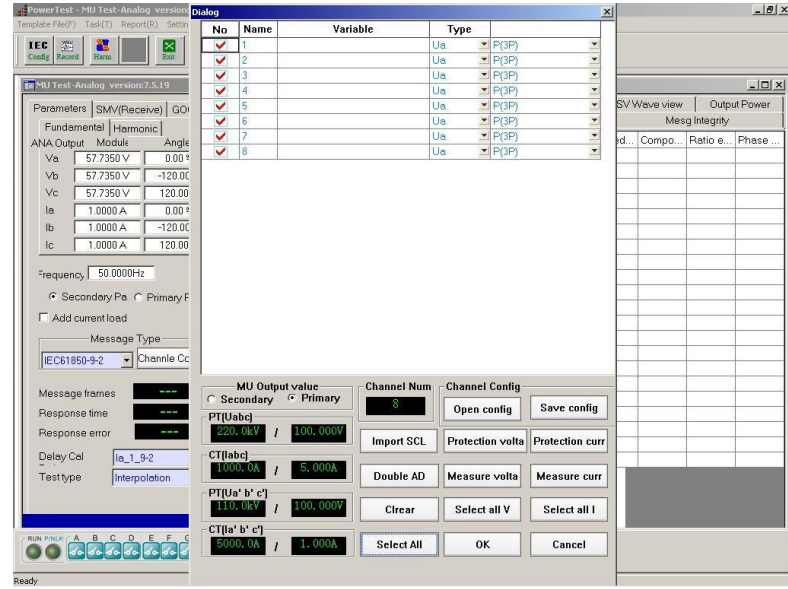 PowerTest - MU Test-Analog version:
Template File(F) Task(T) Report(R) Settin
IEC
Config Record Harm Exit
MU Test-Analog version:7.5.19
Parameters SMV(Receive) GO
Fundamental Harmonic
ANA Output Module Angle
Va 57.7350 V 0.00 °
Vb 57.7350 V -120.00
Vc 57.7350 V 120.00
Ia 1.0000 A 0.00 °
Ib 1.0000 A -120.00
Ic 1.0000 A 120.00
Frequency 50.0000Hz
Secondary Pa Primary P
Add current load
Message Type
IEC61850-9-2 Channle Co
Message frames ---
Response time ---
Response error ---
Delay Cal Ia_1_9-2
Test type Interpolation
RUN P/NLK A B C D E F G
Ready
Dialog
No Name Variable Type
1 Ua P(3P)
2 Ua P(3P)
3 Ua P(3P)
4 Ua P(3P)
5 Ua P(3P)
6 Ua P(3P)
7 Ua P(3P)
8 Ua P(3P)
MU Output value
Secondary Primary
PT(Uabc)
220.0kV / 100.000V
CT(Iabc)
1000.0A / 5.000A
PT(Ua' b' c')
110.0kV / 100.000V
CT(Ia' b' c')
5000.0A / 1.000A
Channel Num
8
Channel Config
Open config Save config
Import SCL Protection volta Protection curr
Double AD Measure volta Measure curr
Clrear Select all V Select all I
Select All OK Cancel
SV Wave view Output Power
Mesg Integrity
ed... Compo... Ratio e... Phase ...